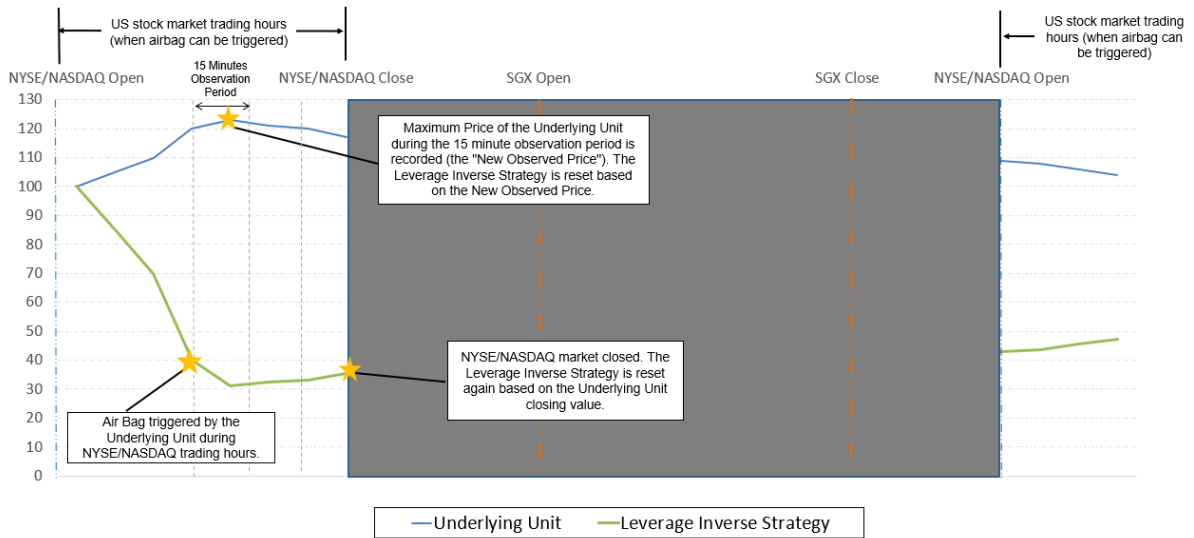 US stock market trading hours
(when airbag can be triggered)
US stock market trading
hours (when airbag can
be triggered)
NYSE/NASDAQ Open
15 Minutes
Observation
Period
NYSE/NASDAQ Close
SGX Open
SGX Close
NYSE/NASDAQ Open
130
120
110
100
90
80
70
60
50
40
30
20
10
0
Maximum Price of the Underlying Unit
during the 15 minute observation period is
recorded (the "New Observed Price"). The
Leverage Inverse Strategy is reset based
on the New Observed Price.
NYSE/NASDAQ market closed. The
Leverage Inverse Strategy is reset
again based on the Underlying Unit
closing value.
Air Bag triggered by the
Underlying Unit during
NYSE/NASDAQ trading hours.
Underlying Unit
Leverage Inverse Strategy